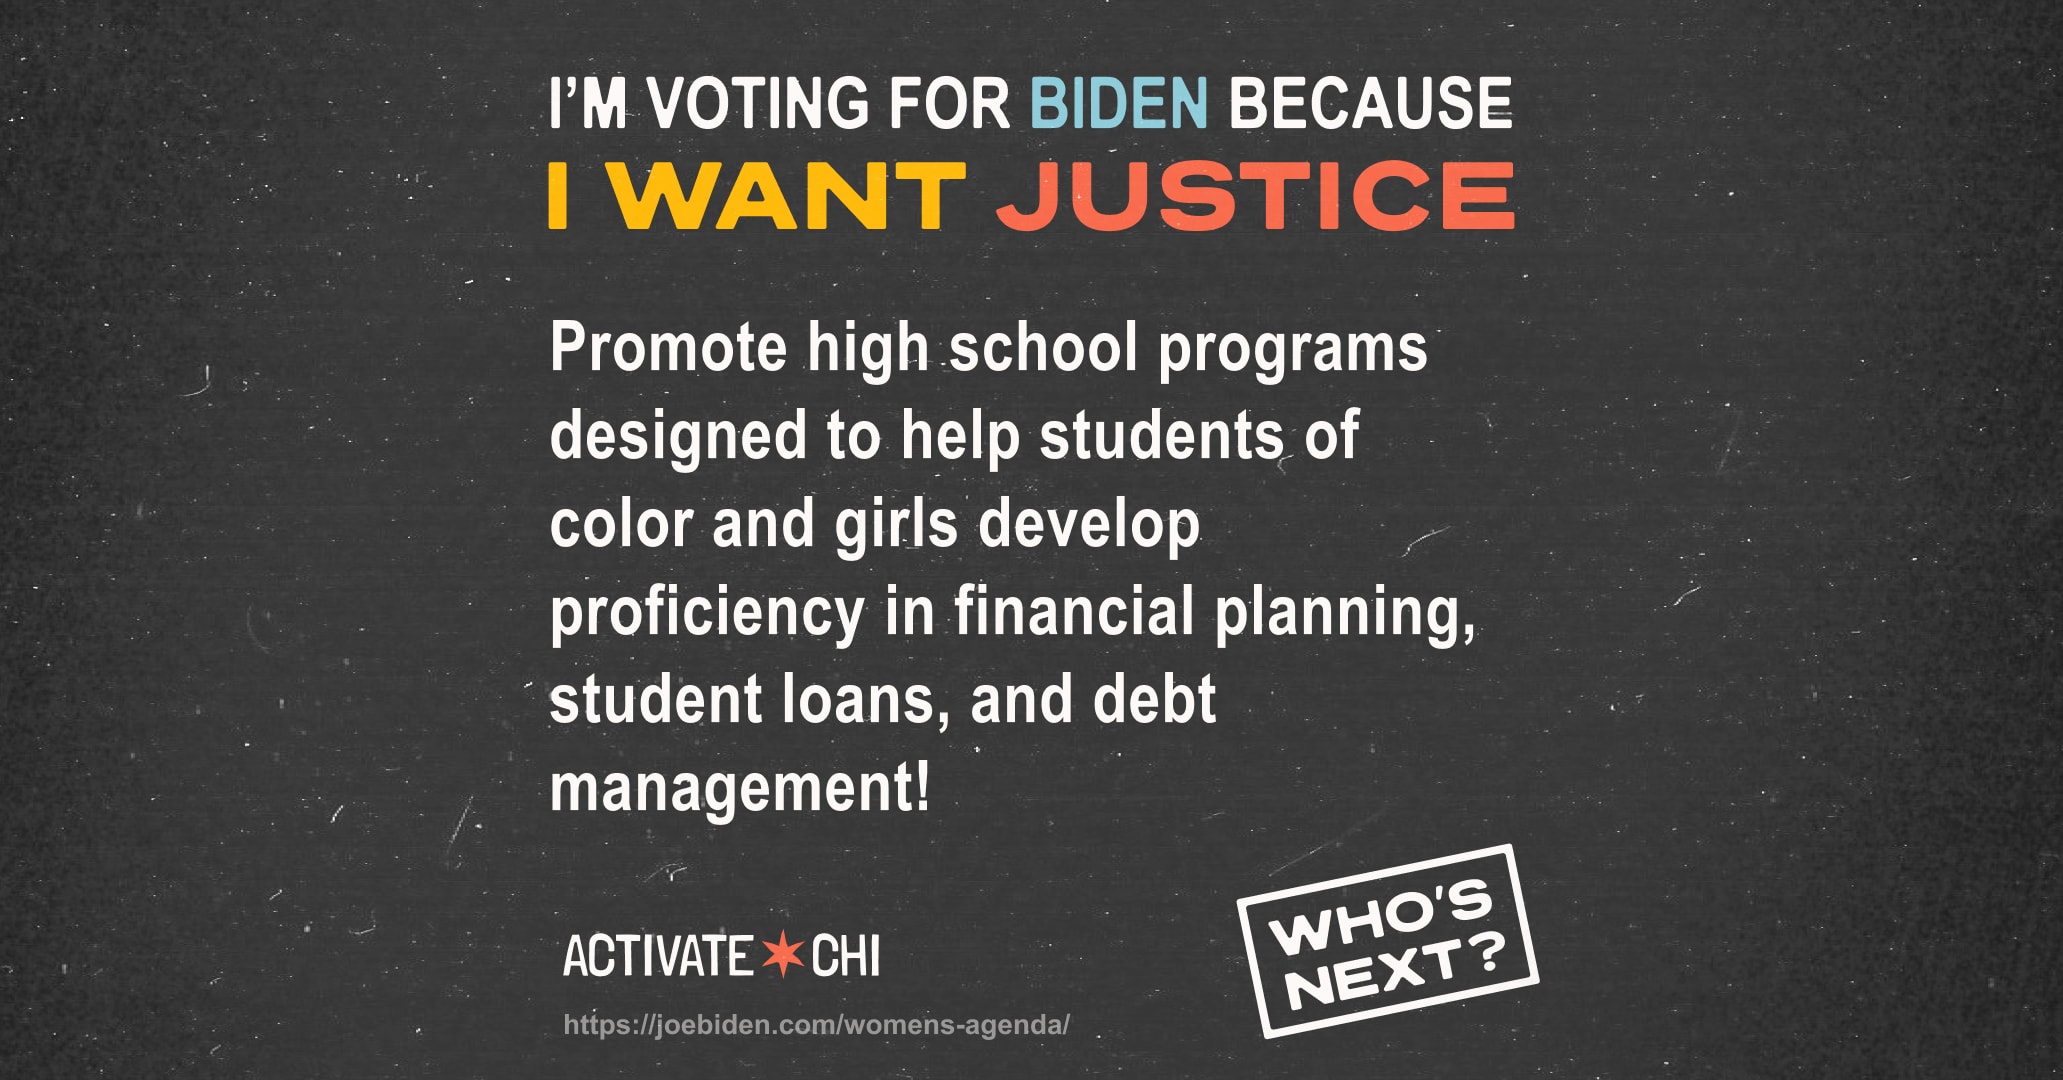 I'M VOTING FOR BIDEN BECAUSE
I WANT JUSTICE
Promote high school programs
designed to help students of
color and girls develop
proficiency in financial planning,
student loans, and debt
management!
ACTIVATE CHI
https://joebiden.com/womens-agenda/
WHO'S
NEXT?